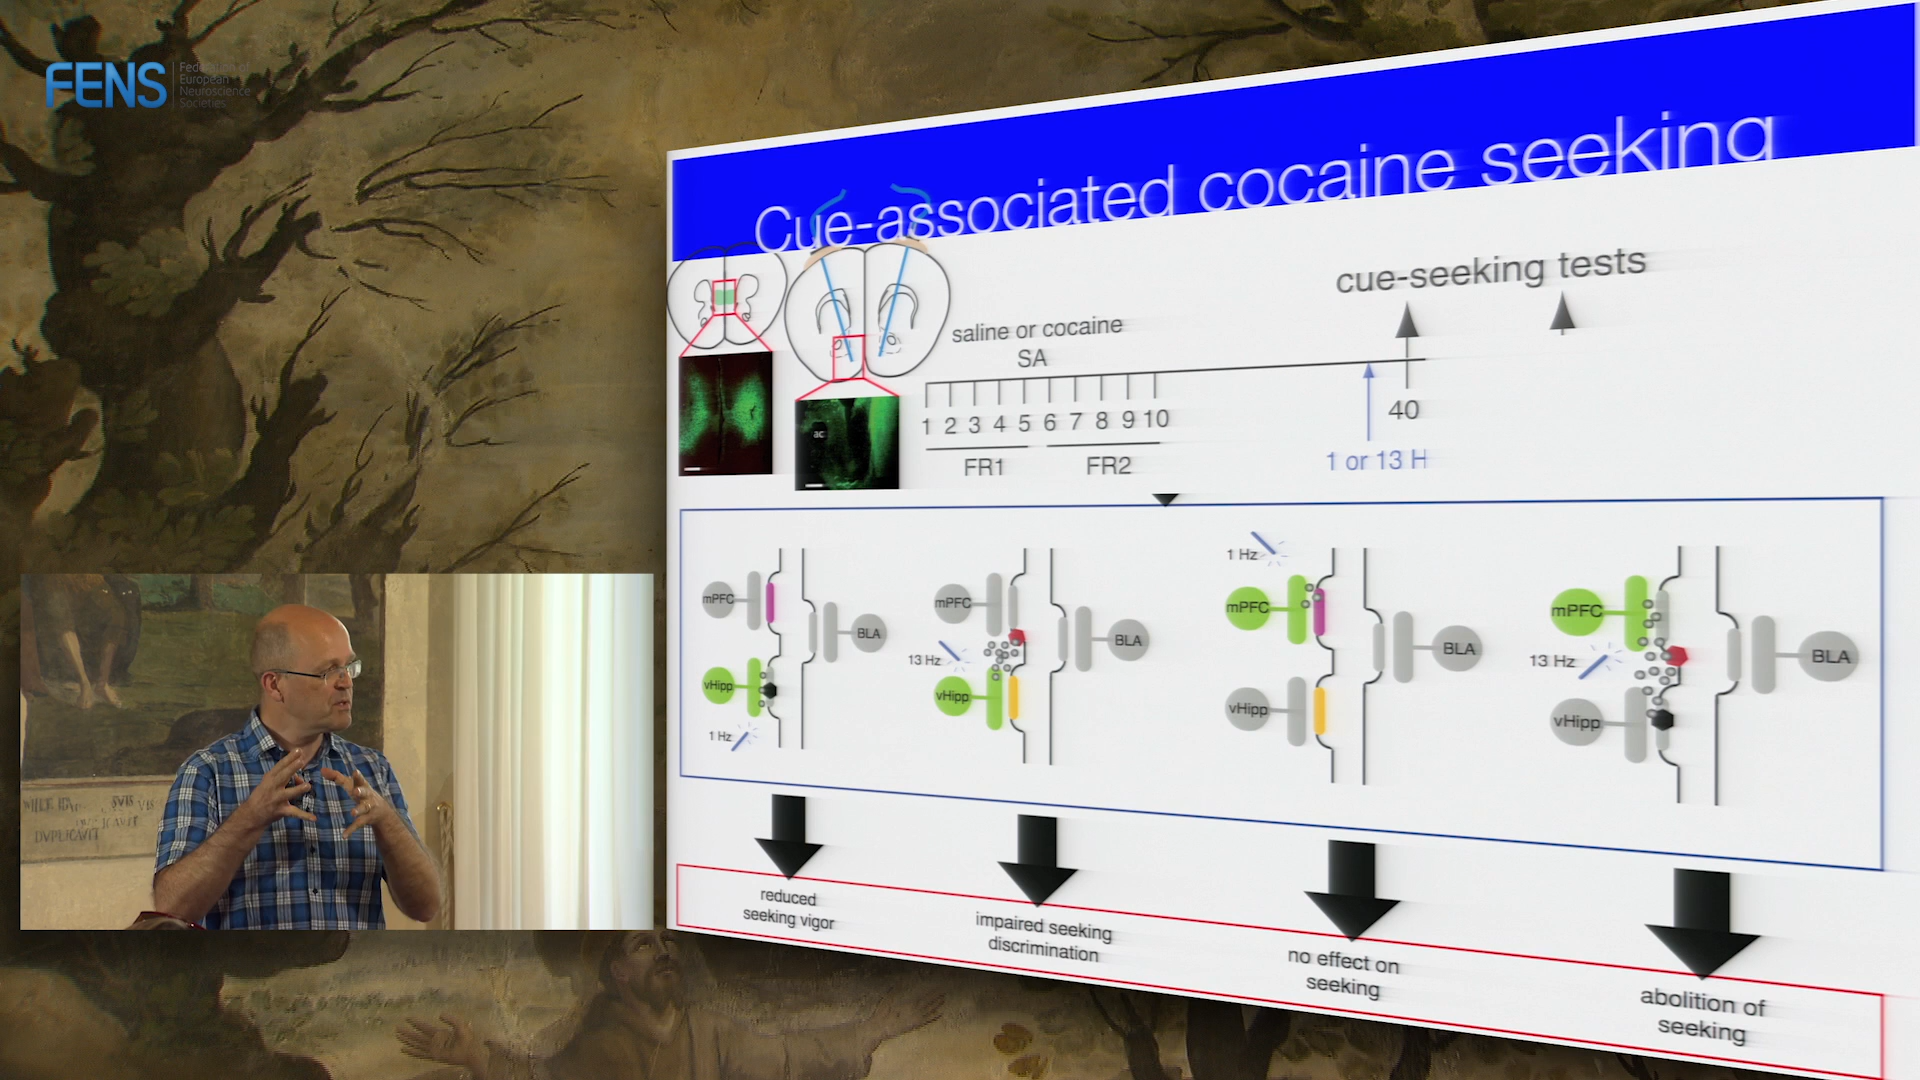 FENS
Federation of
European
Neuroscience
Societies
Cue-associated cocaine seeking
cue-seeking tests
saline or cocaine
SA
1 2 3 4 5 6 7 8 9 10
40
FR1 FR2
1 or 13 H
ac
1 Hz
mPFC
BLA
vHipp
1 Hz
mPFC
BLA
13 Hz
vHipp
mPFC
BLA
vHipp
mPFC
13 Hz
BLA
vHipp
reduced
seeking vigor
impaired seeking
discrimination
no effect on
seeking
abolition of
seeking
DVPLICAVIT